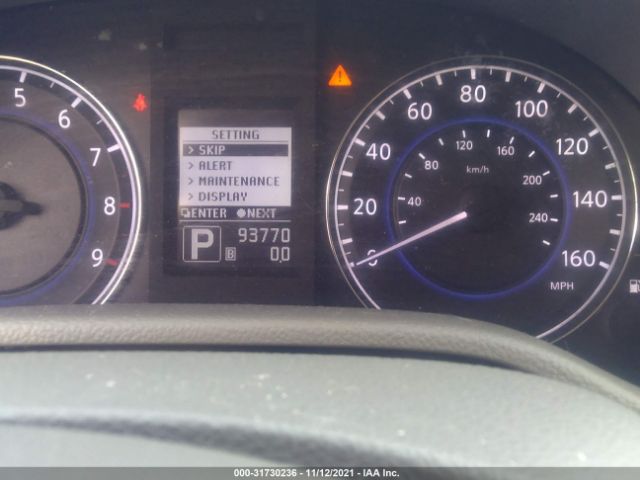 5
6
7
8
9
SETTING
> SKIP
> ALERT
> MAINTENANCE
> DISPLAY
ENTER NEXT
P
93770
B 0.0
0
20
40
60
80
100
120
140
160
MPH
40
80
120
160
200
240
km/h
000-31730236 - 11/12/2021 - IAA Inc.